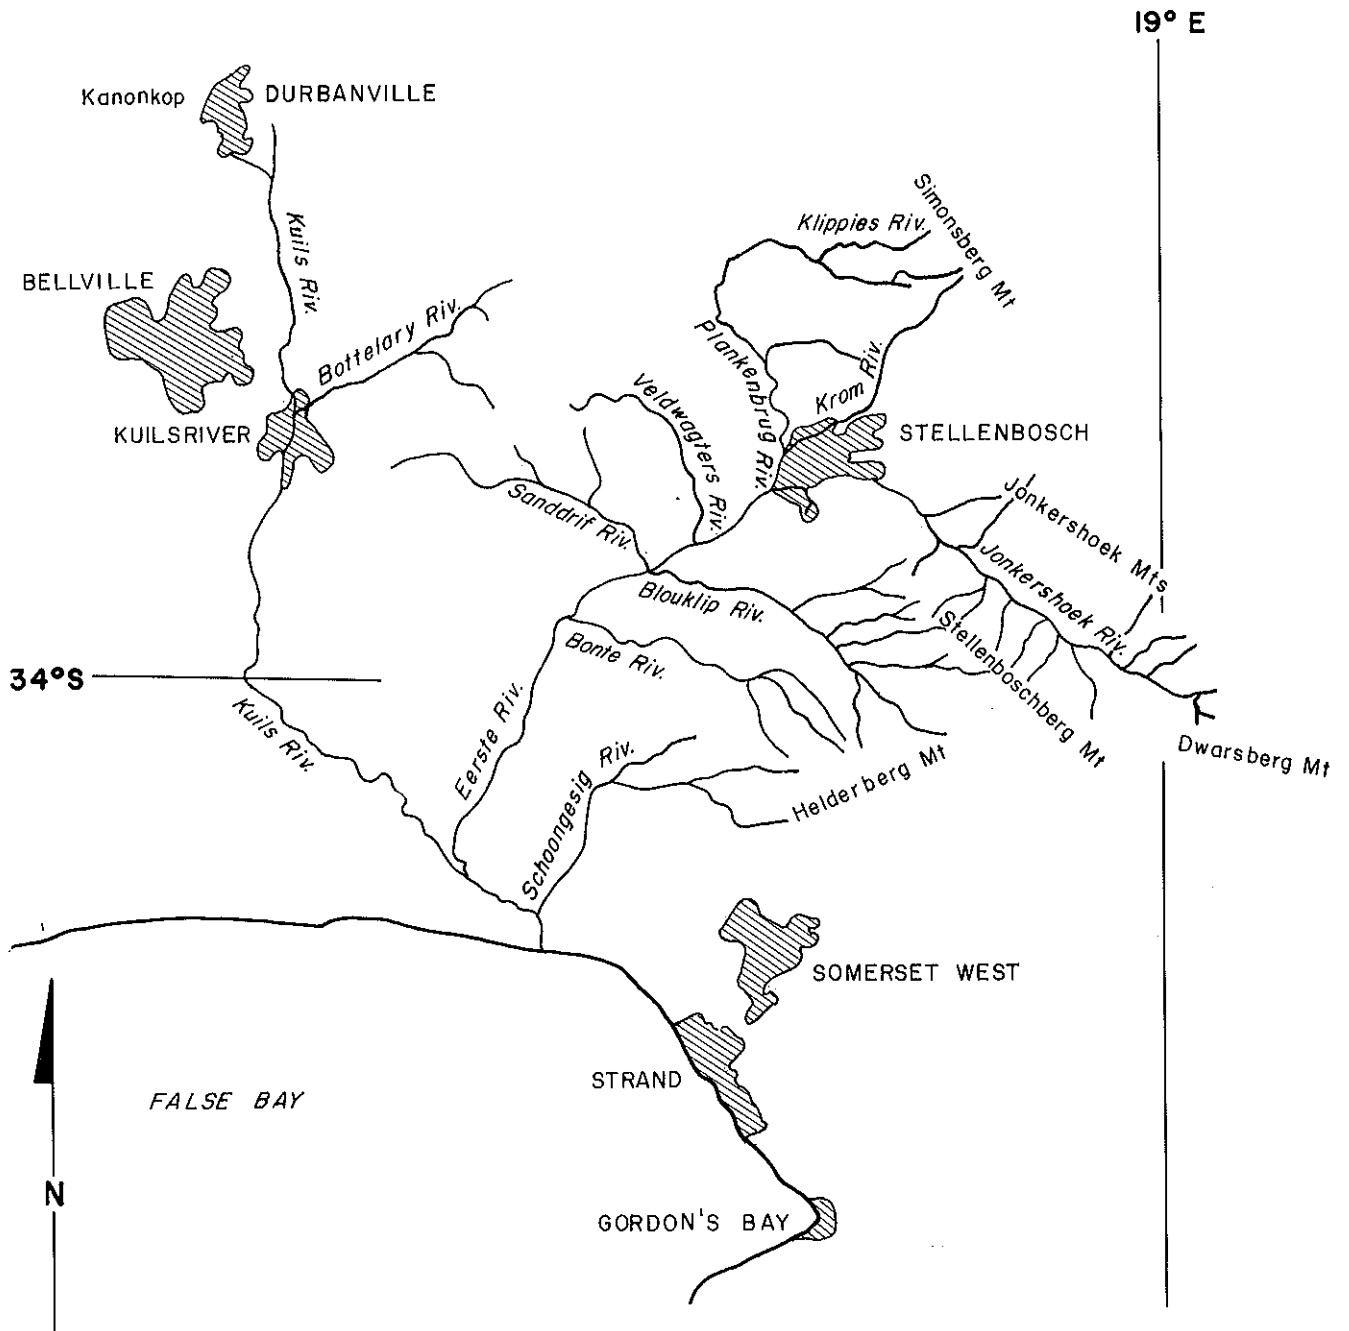 19° E
Kanonkop
DURBANVILLE
Simonsberg Mt
Klippies Riv.
Kuils Riv.
BELLVILLE
Bottelary Riv.
Plankenbrug Riv.
Krom Riv.
Veldwagters Riv.
KUILSRIVER
STELLENBOSCH
Sanddrif Riv.
Jonkershoek Mts
Jonkershoek Riv.
Blouklip Riv.
Stellenboschberg Mt
Bonte Riv.
34°S
Kuils Riv.
Eerste Riv.
Schoongesig Riv.
Dwarsberg Mt
Helderberg Mt
SOMERSET WEST
STRAND
FALSE BAY
N
GORDON'S BAY